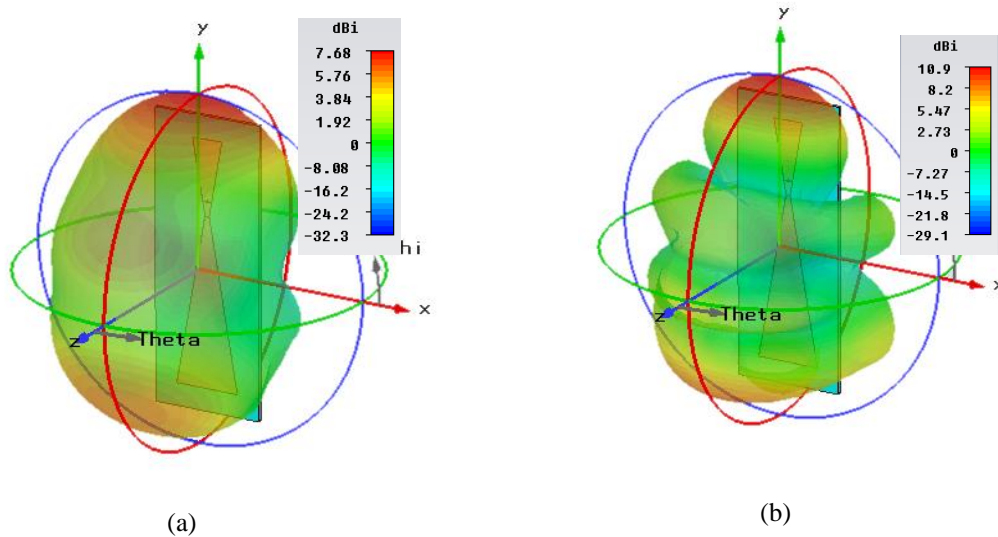 y
dBi
7.68
5.76
3.84
1.92
0
-8.08
-16.2
-24.2
-32.3
hi
x
z
Theta
(a)
y
dBi
10.9
8.2
5.47
2.73
0
-7.27
-14.5
-21.8
-29.1
x
z
Theta
(b)